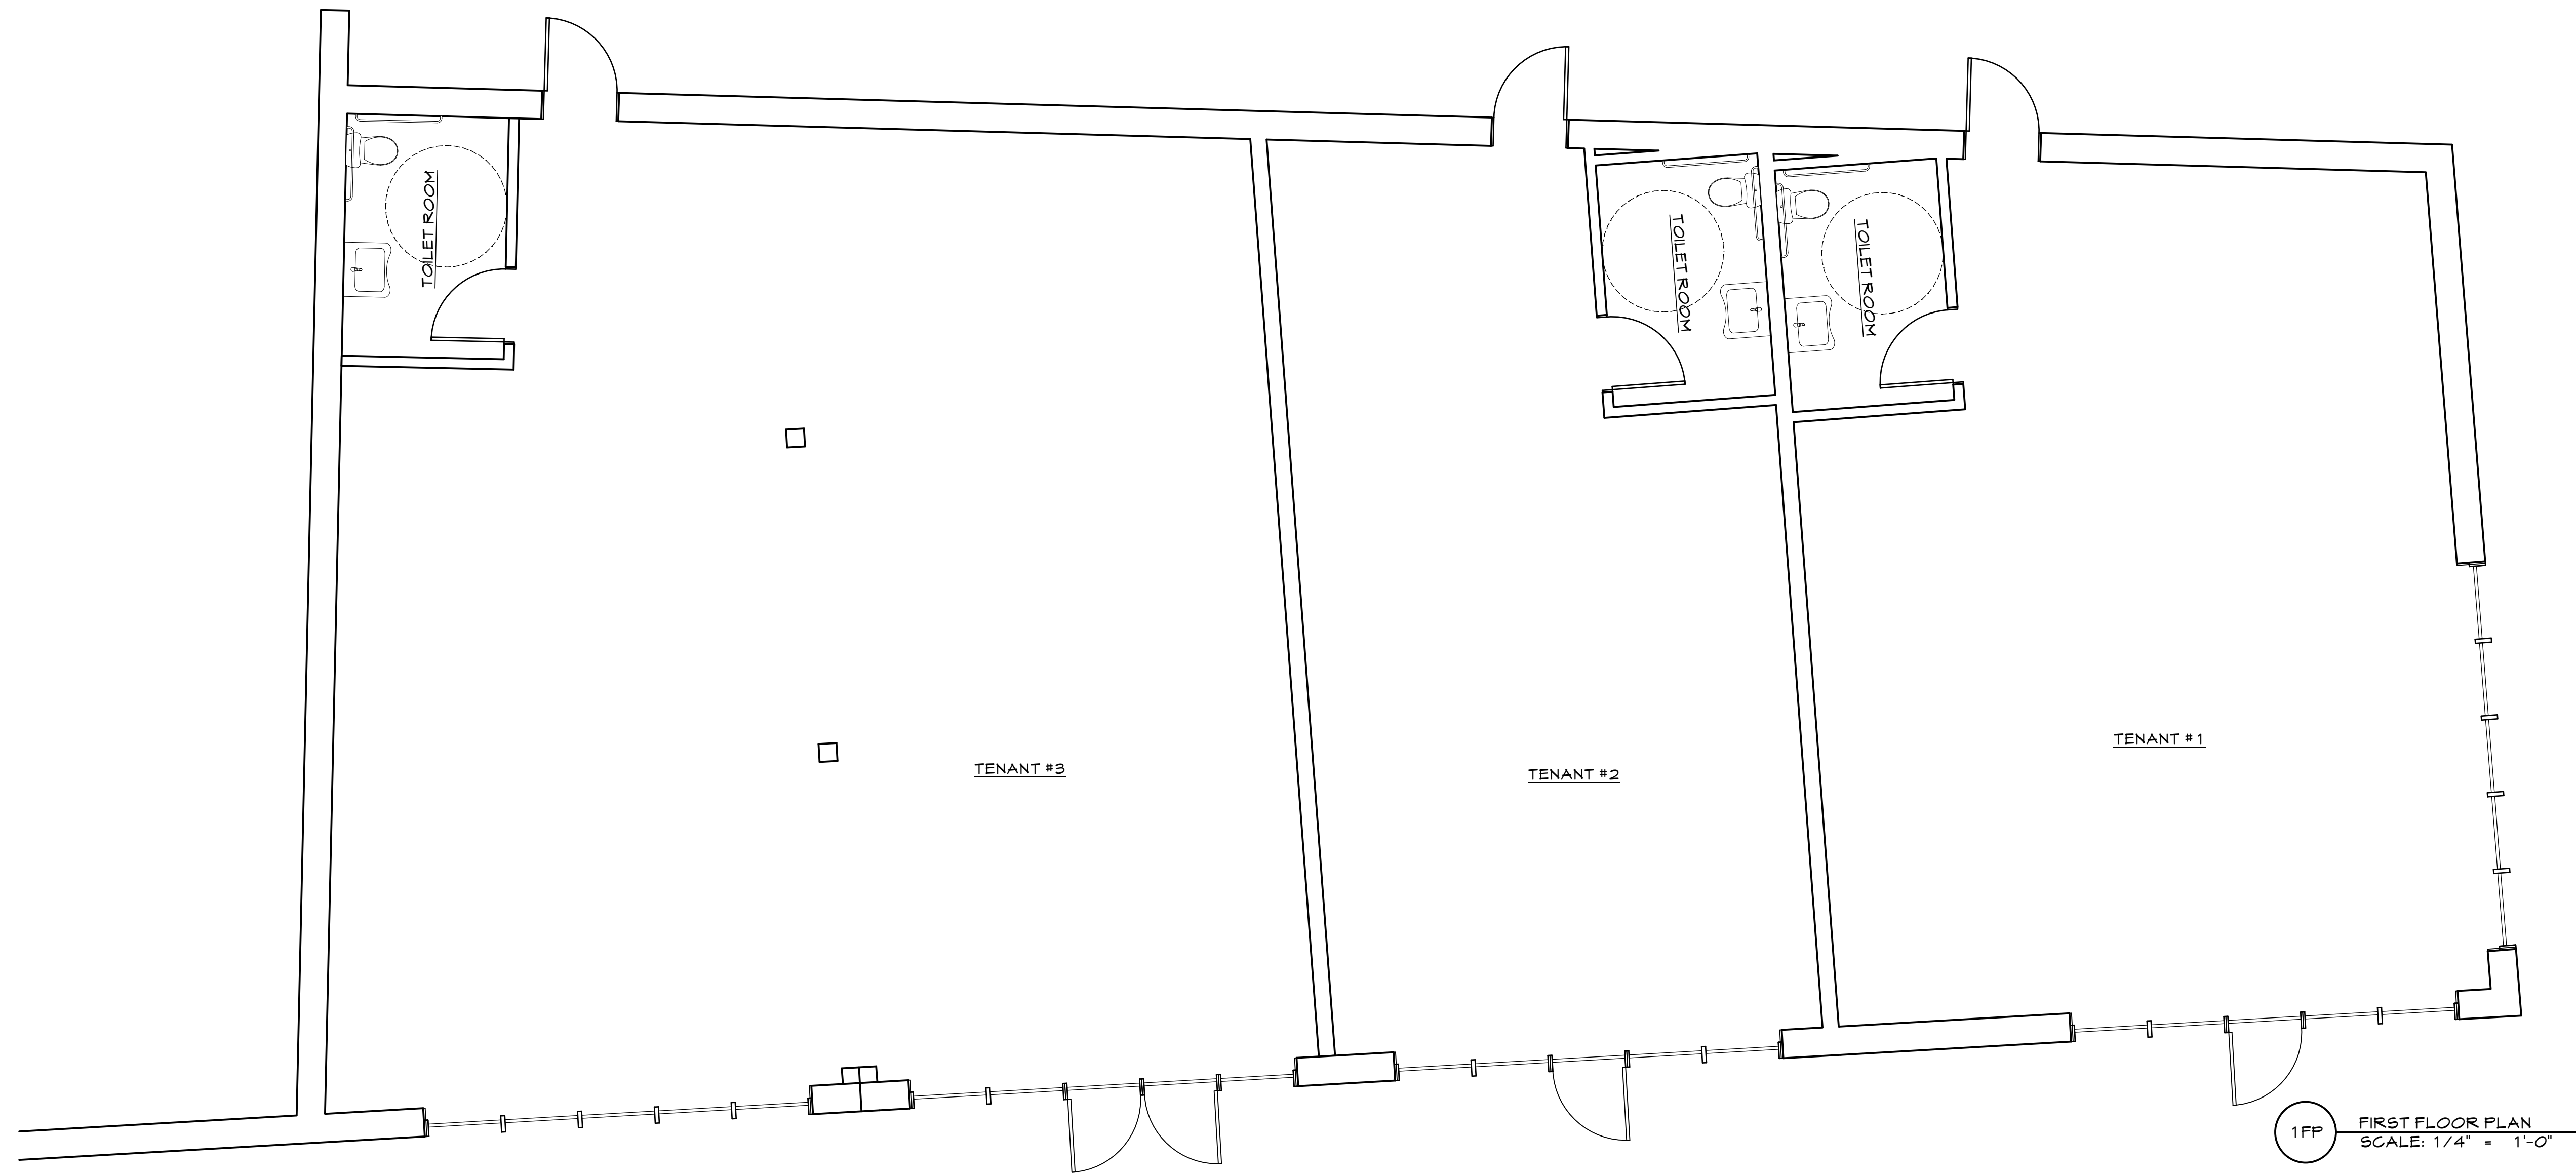 TOILET ROOM
TOILET ROOM
TOILET ROOM
TENANT #3
TENANT #2
TENANT #1
1FP
FIRST FLOOR PLAN
SCALE: 1/4" = 1'-0"